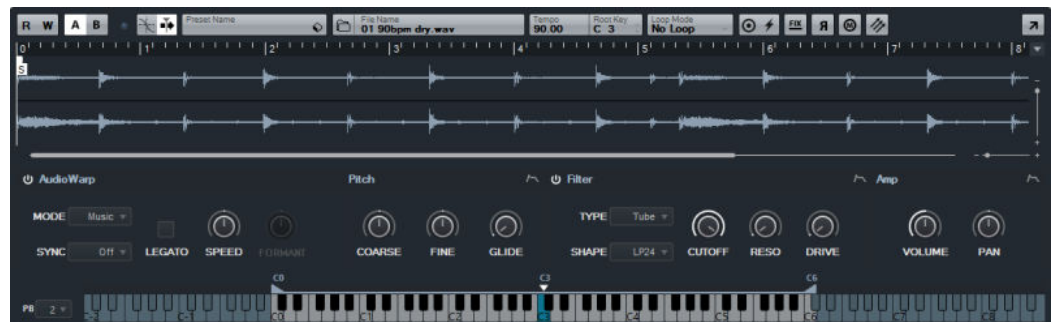 R W A B Preset Name File Name Tempo Root Key Loop Mode
01 90bpm dry.wav 90.00 C 3 No Loop FIX R M
0 1 2 3 4 5 6 7 8
S
AudioWarp Pitch Filter Amp
MODE Music TYPE Tube
SYNC Off LEGATO SPEED FORMANT COARSE FINE GLIDE SHAPE LP24 CUTOFF RESO DRIVE VOLUME PAN
C0 C3 C6
PB 2 C-2 C-1 C0 C1 C2 C3 C4 C5 C6 C7 C8